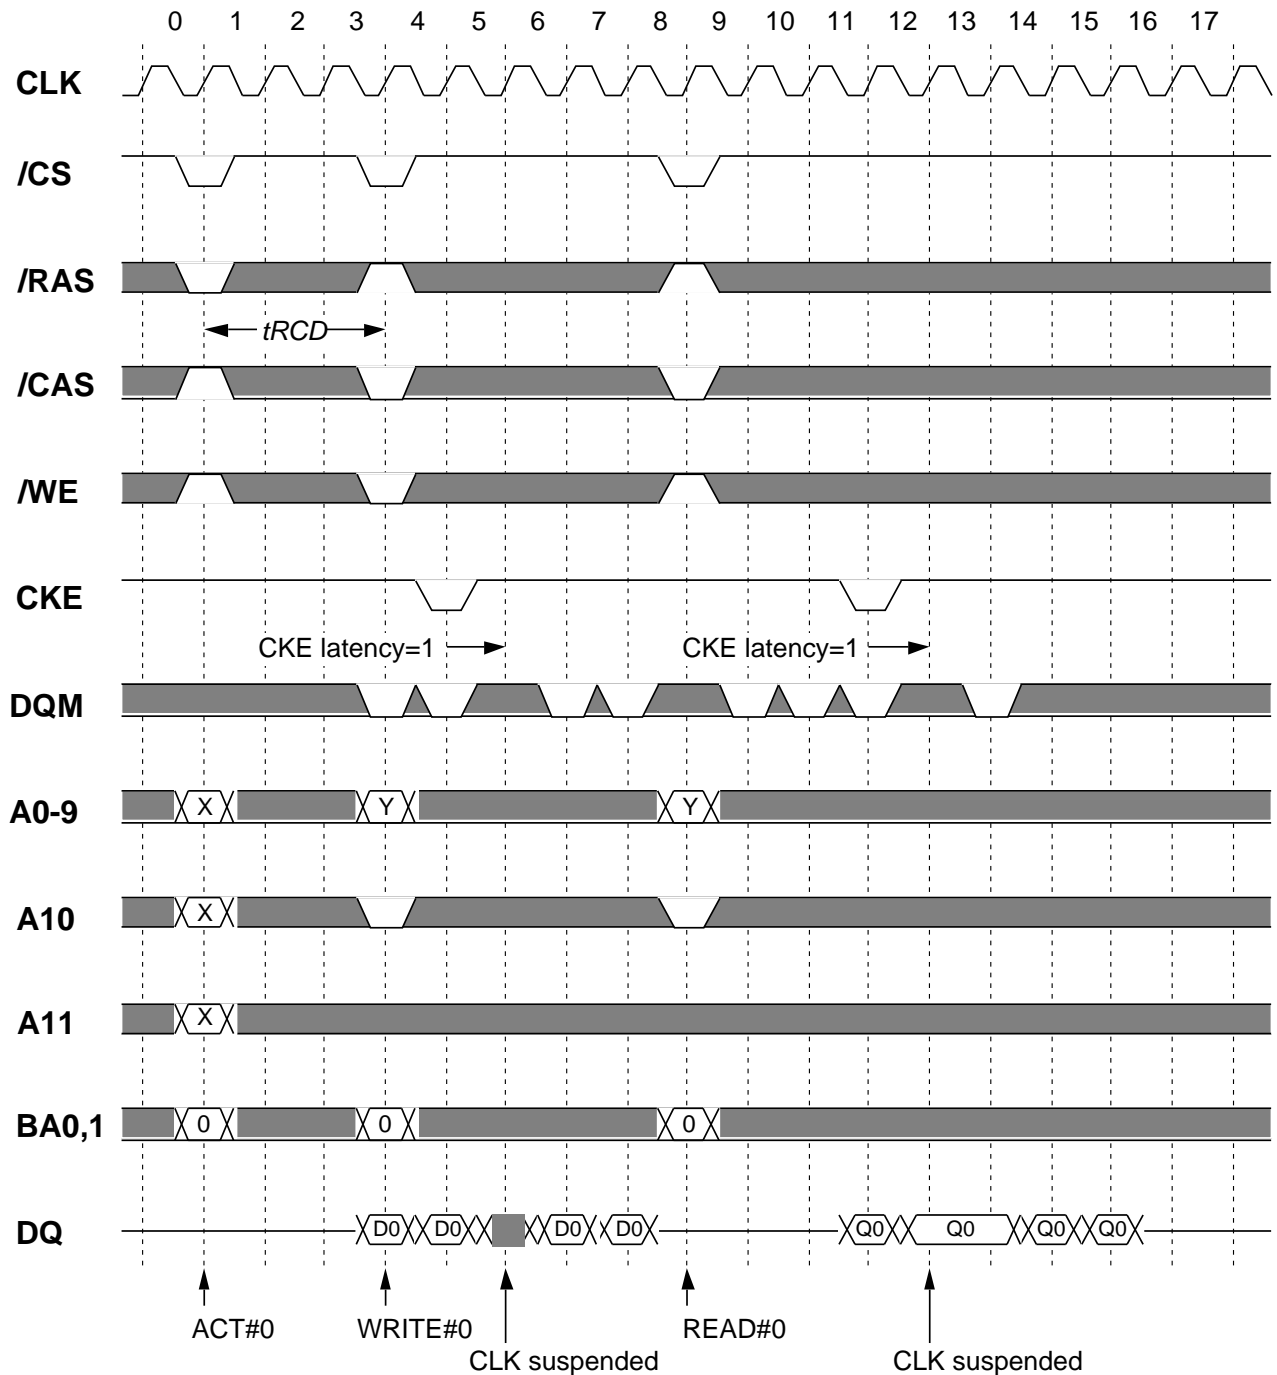 0 1 2 3 4 5 6 7 8 9 10 11 12 13 14 15 16 17
CLK
/CS
/RAS
tRCD
/CAS
/WE
CKE
CKE latency=1 CKE latency=1
DQM
A0-9 X Y Y
A10 X
A11 X
BA0,1 0 0 0
DQ D0 D0 D0 D0 Q0 Q0 Q0 Q0
ACT#0 WRITE#0 READ#0
CLK suspended CLK suspended